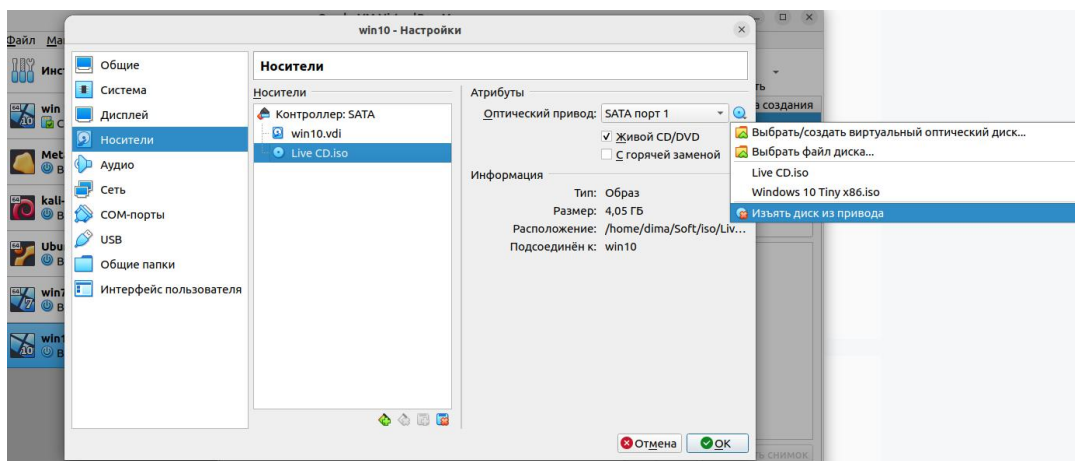 win10 - Настройки
Файл
win
kali-
Ubu
win7
win1
Общие
Система
Дисплей
Носители
Аудио
Сеть
COM-порты
USB
Общие папки
Интерфейс пользователя
Носители
Носители
Контроллер: SATA
win10.vdi
Live CD.iso
Атрибуты
Оптический привод: SATA порт 1
Живой CD/DVD
С горячей заменой
Информация
Тип: Образ
Размер: 4,05 ГБ
Расположение: /home/dima/Soft/iso/Liv...
Подсоединён к: win10
а создания
Выбрать/создать виртуальный оптический диск...
Выбрать файл диска...
Live CD.iso
Windows 10 Tiny x86.iso
Изъять диск из привода
Отмена
OK
ть снимок